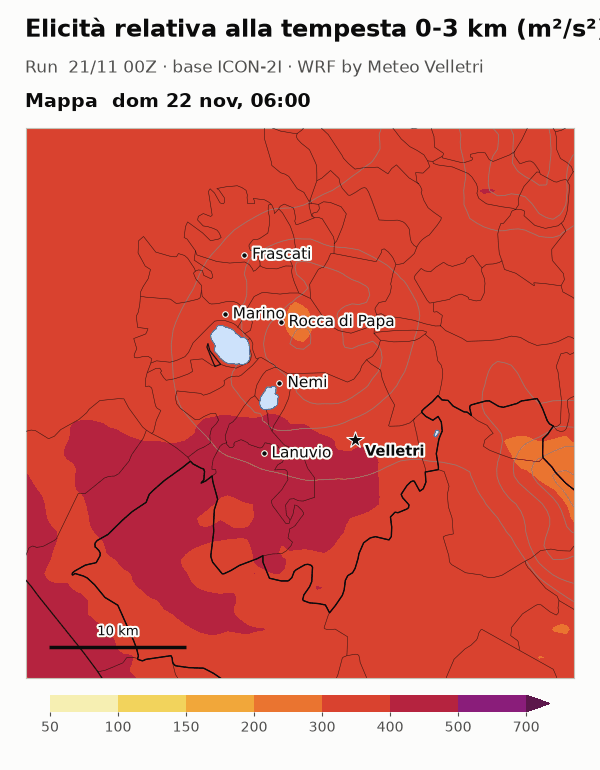 Elicità relativa alla tempesta 0-3 km (m²/s²)
Run  21/11 00Z · base ICON-2I · WRF by Meteo Velletri
Mappa  dom 22 nov, 06:00
Frascati
Marino
Rocca di Papa
Nemi
Velletri
Lanuvio
10 km
50 100 150 200 300 400 500 700